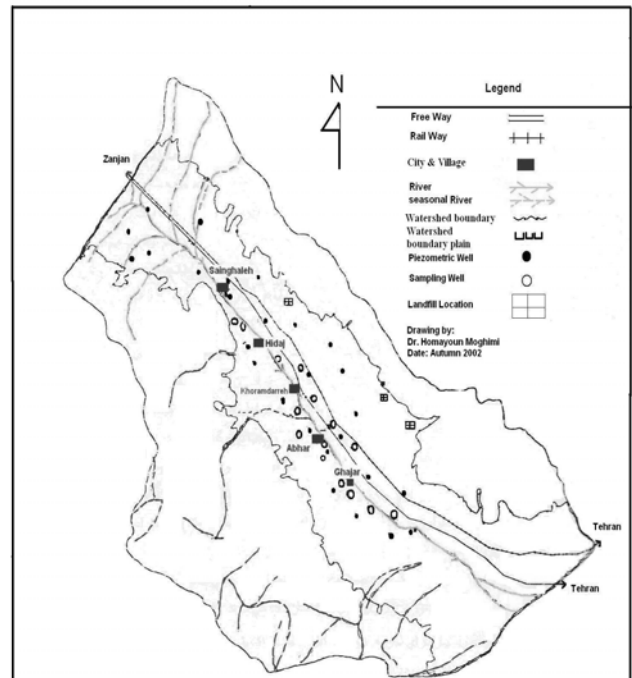 N
Legend
Free Way
Rail Way
City & Village
River
seasonal River
Watershed boundary
Watershed
boundary plain
Piezometric Well
Sampling Well
Landfill Location
Drawing by:
Dr. Homayoun Moghimi
Date: Autumn 2002
Zanjan
Sainghaleh
Hidaj
Khoramdarreh
Abhar
Ghajar
Tehran
Tehran